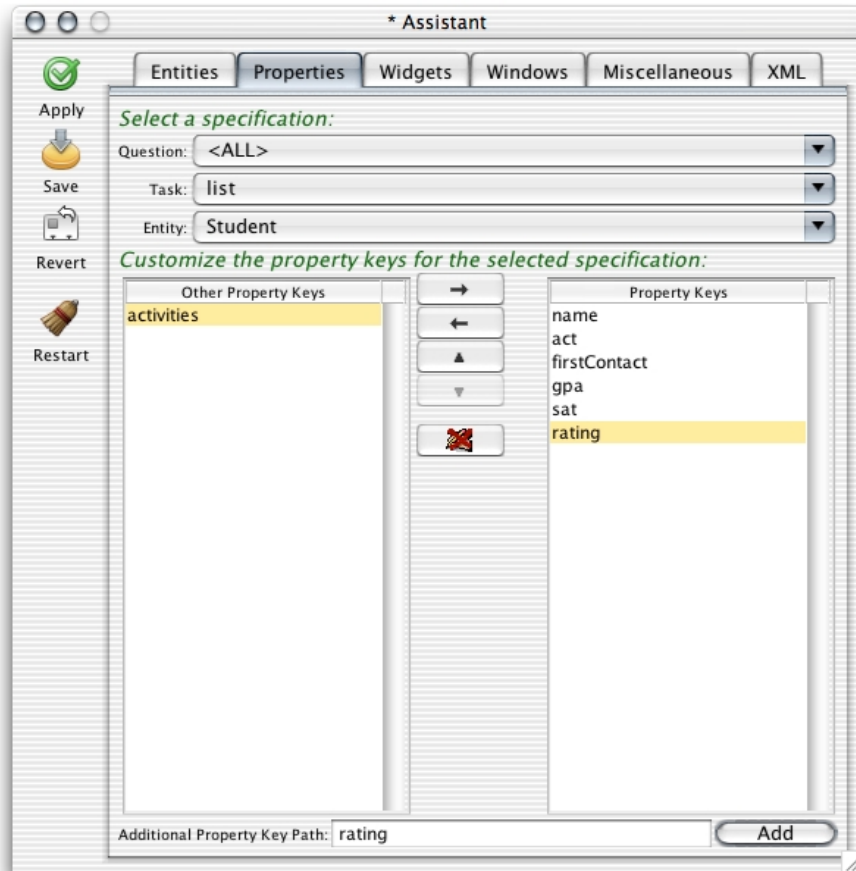 * Assistant
Entities Properties Widgets Windows Miscellaneous XML
Apply
Save
Revert
Restart
Select a specification:
Question: <ALL>
Task: list
Entity: Student
Customize the property keys for the selected specification:
Other Property Keys
activities
Property Keys
name
act
firstContact
gpa
sat
rating
Additional Property Key Path: rating Add